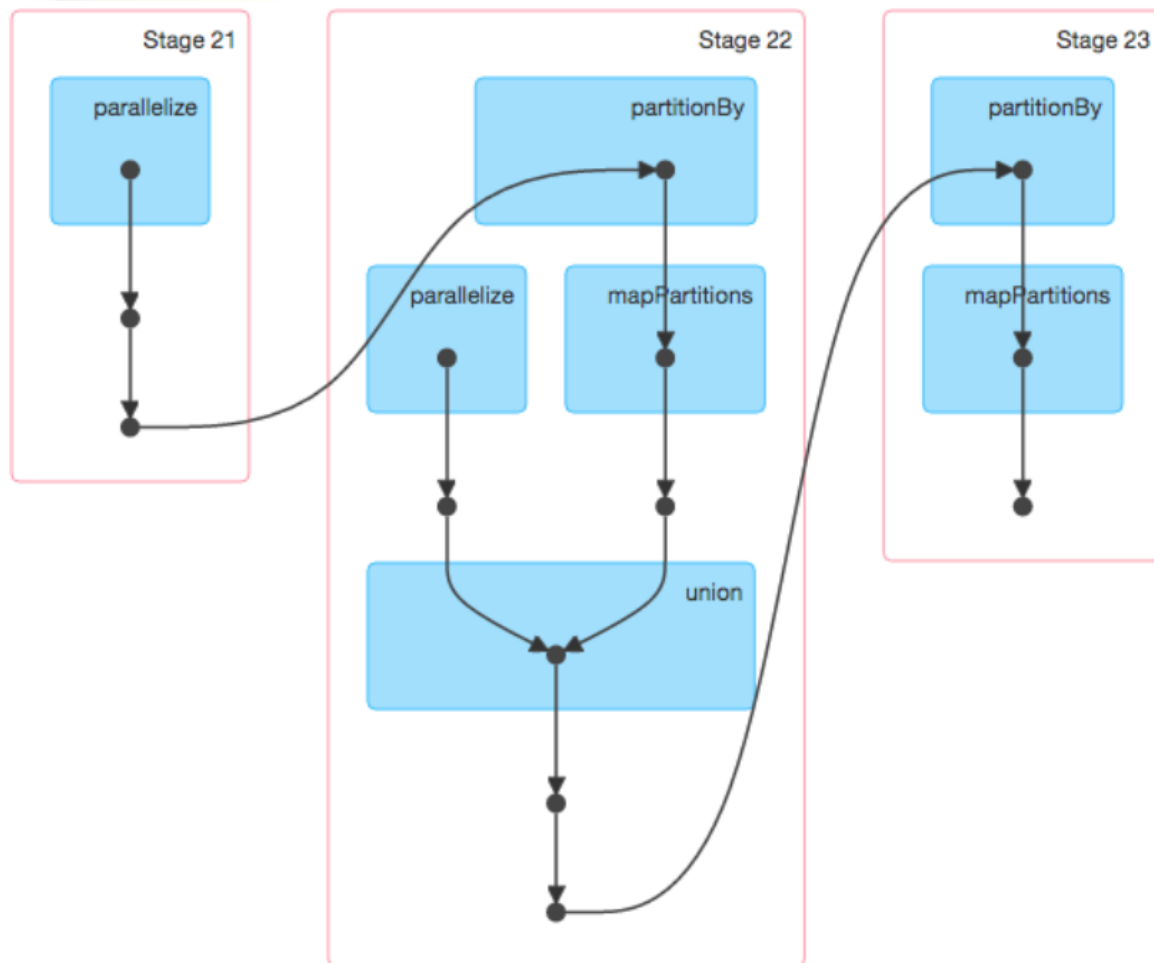 Stage 21
parallelize
Stage 22
partitionBy
parallelize
mapPartitions
union
Stage 23
partitionBy
mapPartitions